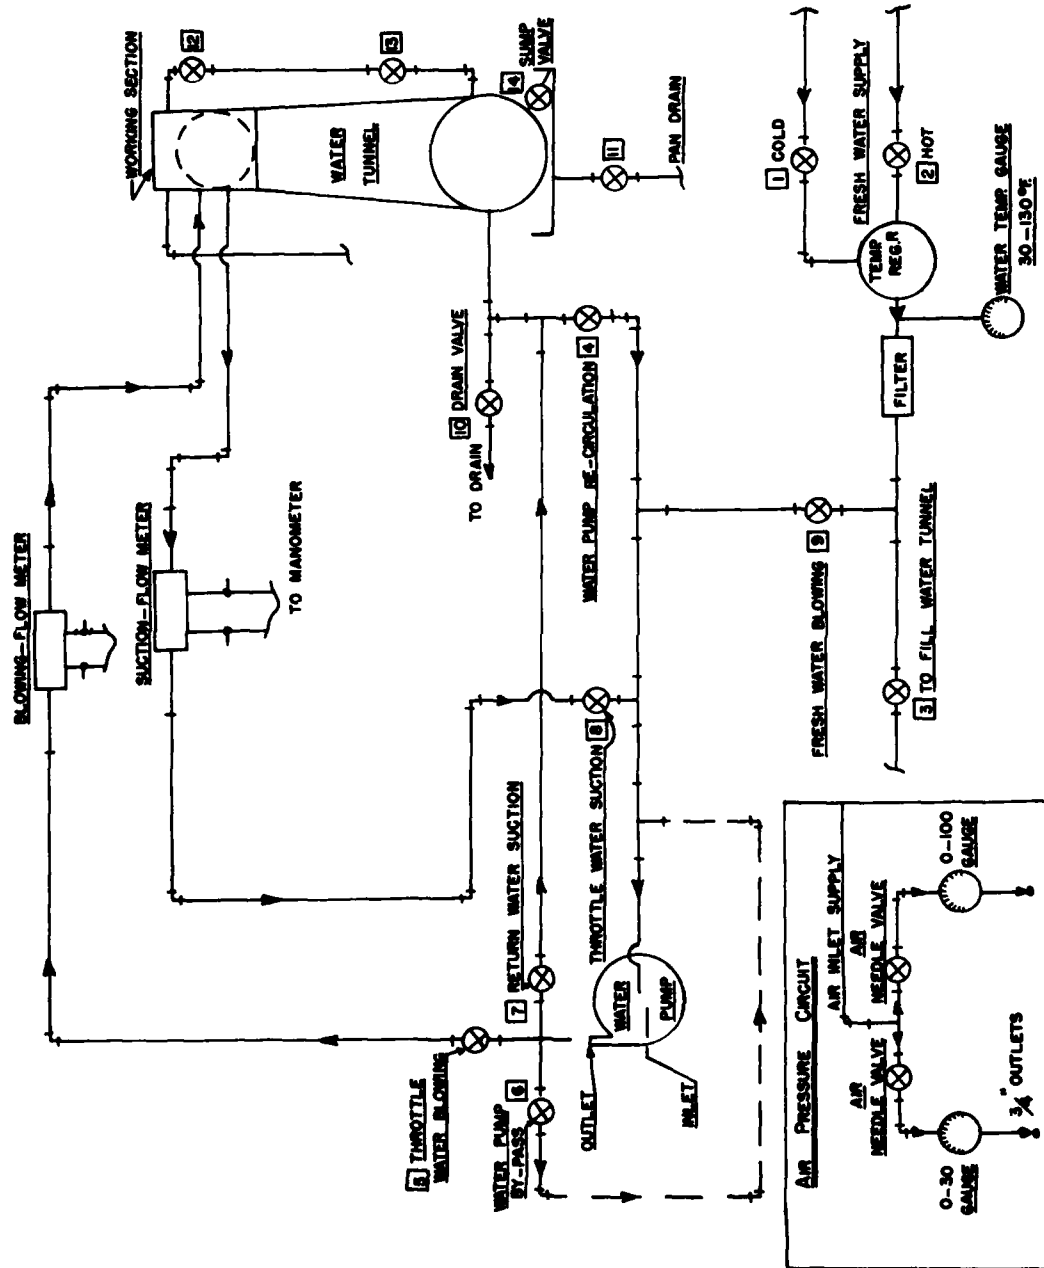 WORKING SECTION
12
13
WATER
TUNNEL
14
SUMP
VALVE
11
PAN DRAIN
1 COLD
FRESH WATER SUPPLY
2 HOT
TEMP
REG.R
WATER TEMP GAUGE
30-130°F.
FILTER
BLOWING-FLOW METER
SUCTION-FLOW METER
TO MANOMETER
10 DRAIN VALVE
TO DRAIN
WATER PUMP RE-CIRCULATION 4
FRESH WATER BLOWING 9
3 TO FILL WATER TUNNEL
THROTTLE WATER SUCTION 8
7 RETURN WATER SUCTION
5 THROTTLE
WATER BLOWING
6
WATER PUMP
BY-PASS
OUTLET
WATER
PUMP
INLET
AIR PRESSURE CIRCUIT
AIR INLET SUPPLY
AIR
NEEDLE VALVE
AIR
NEEDLE VALVE
0-100
GAUGE
0-30
GAUGE
3/4" OUTLETS